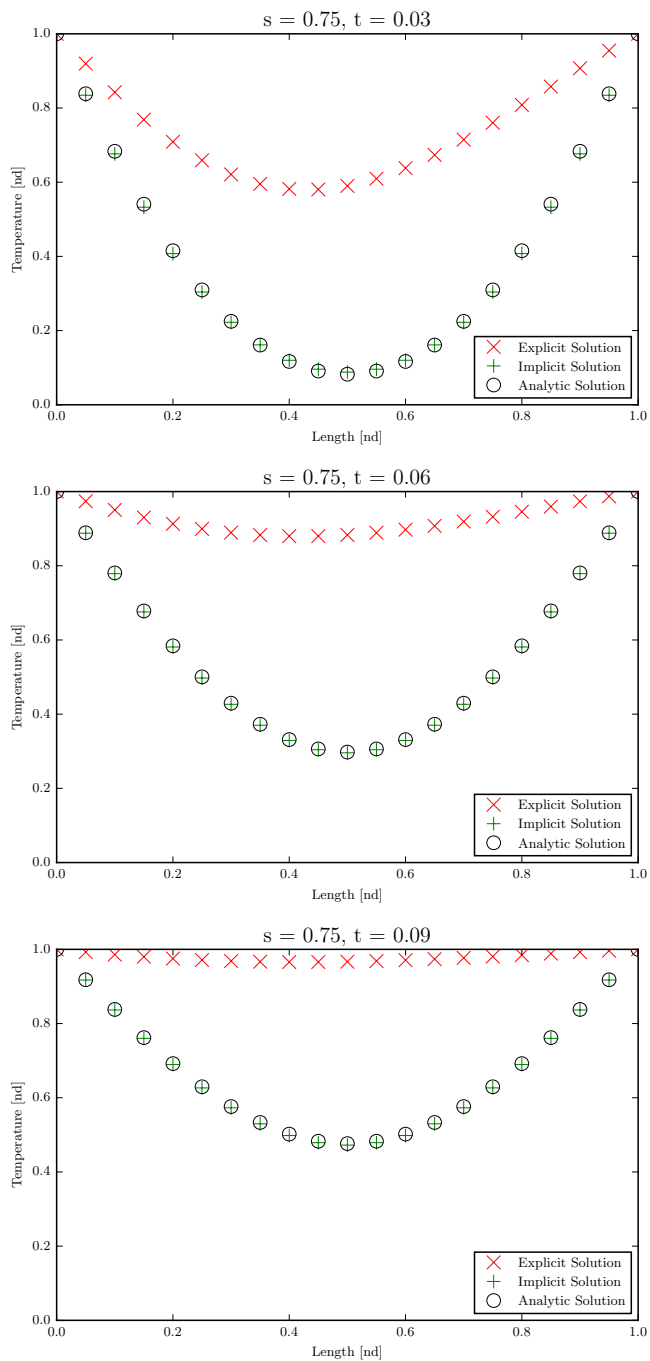 s = 0.75, t = 0.03
1.0
0.8
0.6
0.4
0.2
0.0
Temperature [nd]
Explicit Solution
Implicit Solution
Analytic Solution
0.0 0.2 0.4 0.6 0.8 1.0
Length [nd]
s = 0.75, t = 0.06
1.0
0.8
0.6
0.4
0.2
0.0
Temperature [nd]
Explicit Solution
Implicit Solution
Analytic Solution
0.0 0.2 0.4 0.6 0.8 1.0
Length [nd]
s = 0.75, t = 0.09
1.0
0.8
0.6
0.4
0.2
0.0
Temperature [nd]
Explicit Solution
Implicit Solution
Analytic Solution
0.0 0.2 0.4 0.6 0.8 1.0
Length [nd]